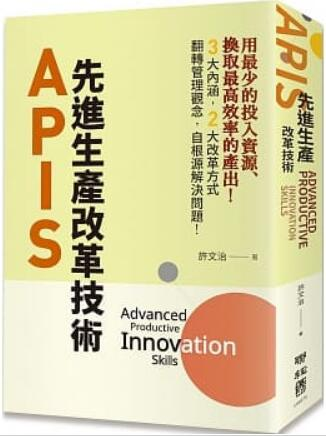 用最少的投入資源、
換取最高效率的產出！
3大內涵，2大改革方式
翻轉管理觀念，自根源解決問題！
APIS
先進生產改革技術
許文治——著
Advanced
Productive
Innovation
Skills
APIS
先進生產
改革技術
ADVANCED
PRODUCTIVE
INNOVATION
SKILLS
許文治——著
聯經